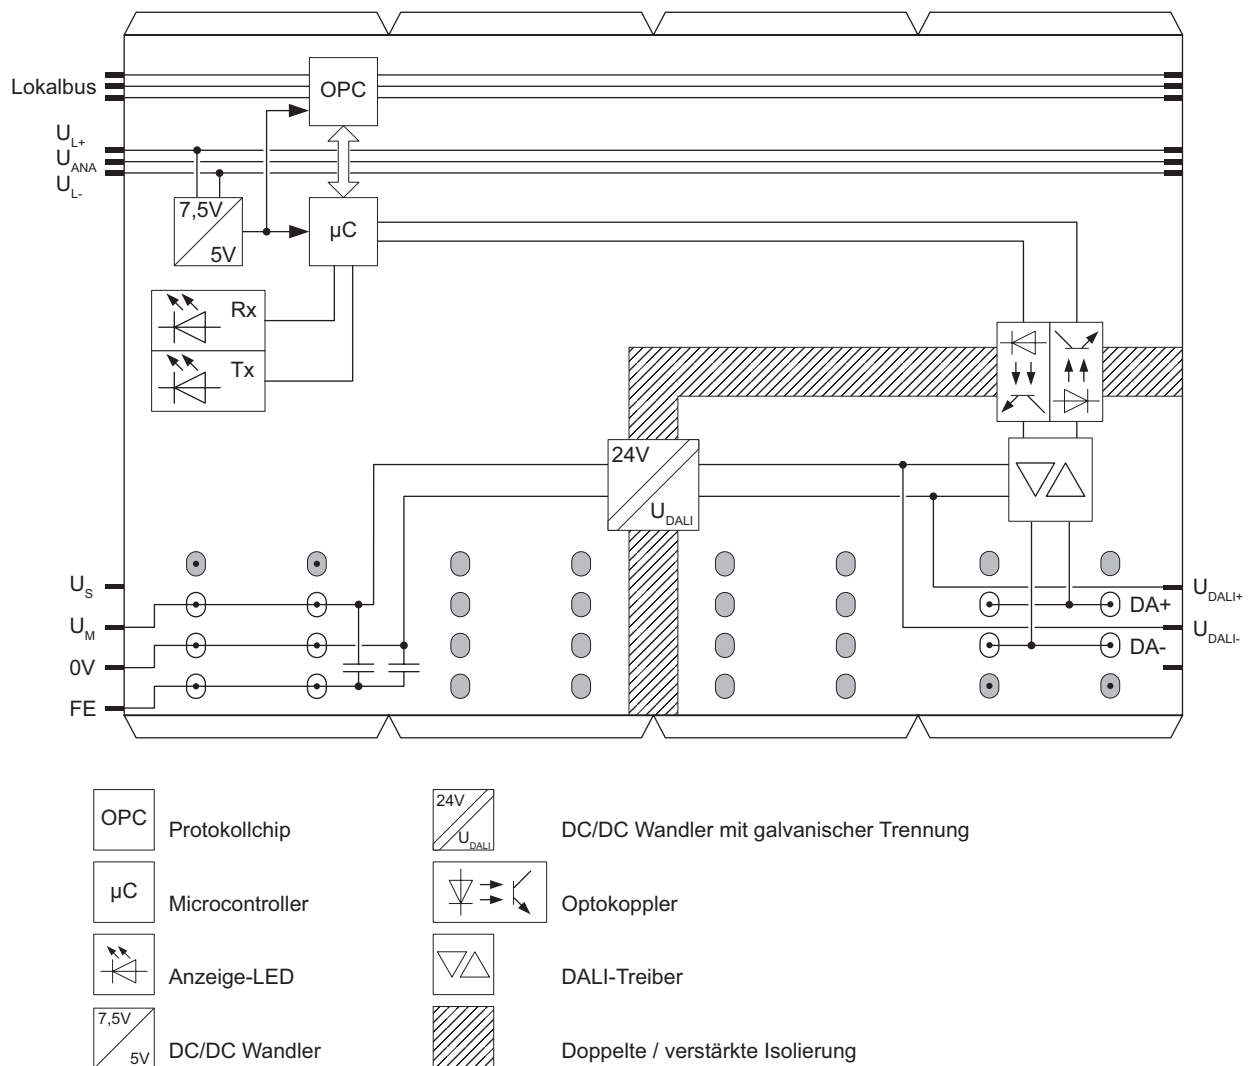 OPC
Lokalbus
U L+
U ANA
U L-
7,5V
5V
µC
Rx
Tx
24V
U DALI
U S
U DALI+
DA+
U M
U DALI-
0V
DA-
FE
OPC
Protokollchip
24V
U DALI
DC/DC Wandler mit galvanischer Trennung
µC
Microcontroller
Optokoppler
Anzeige-LED
DALI-Treiber
7,5V
5V
DC/DC Wandler
Doppelte / verstärkte Isolierung